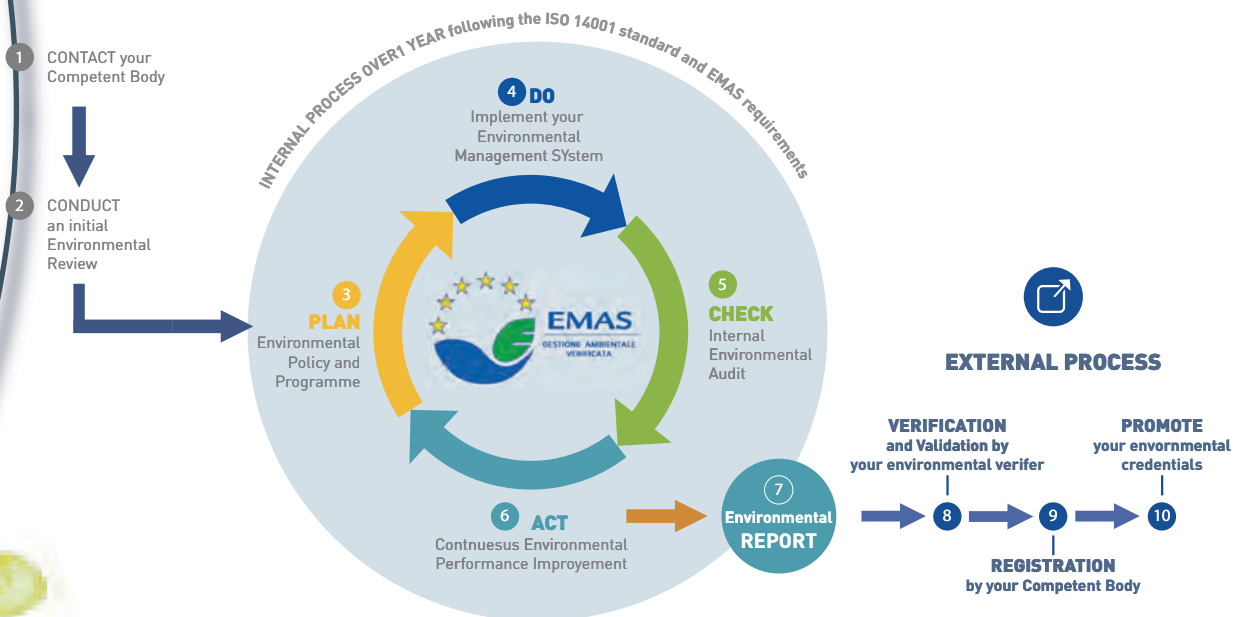 INTERNAL PROCESS OVER1 YEAR following the ISO 14001 standard and EMAS requirements
1
CONTACT your
Competent Body
2
CONDUCT
an initial
Environmental
Review
3
PLAN
Environmental
Policy and
Programme
4 DO
Implement your
Environmental
Management SYstem
5
CHECK
Internal
Environmental
Audit
EMAS
GESTIONE AMBIENTALE
VERIFICATA
6 ACT
Contnuesus Environmental
Performance Improyement
7
Environmental
REPORT
EXTERNAL PROCESS
VERIFICATION
and Validation by
your environmental verifer
8
9
REGISTRATION
by your Competent Body
PROMOTE
your envornmental
credentials
10